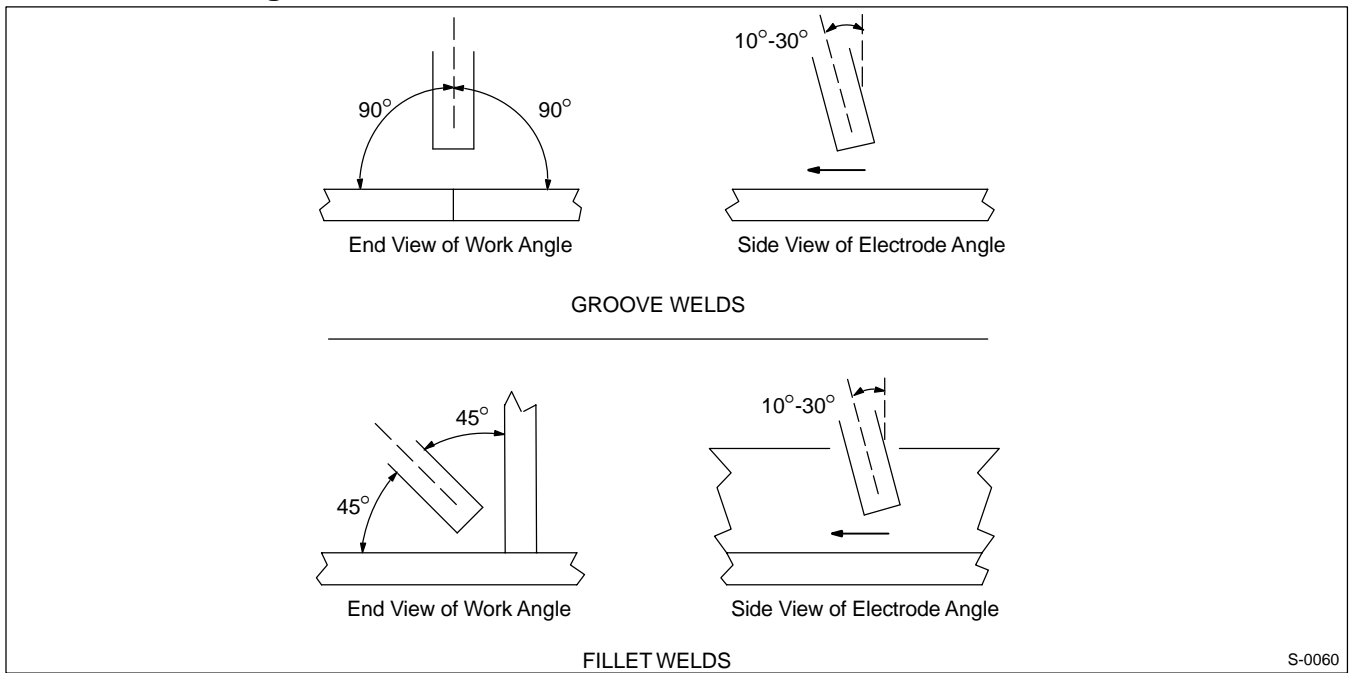 10°-30°
90° 90°
End View of Work Angle Side View of Electrode Angle
GROOVE WELDS
45°
10°-30°
45°
End View of Work Angle Side View of Electrode Angle
FILLET WELDS
S-0060